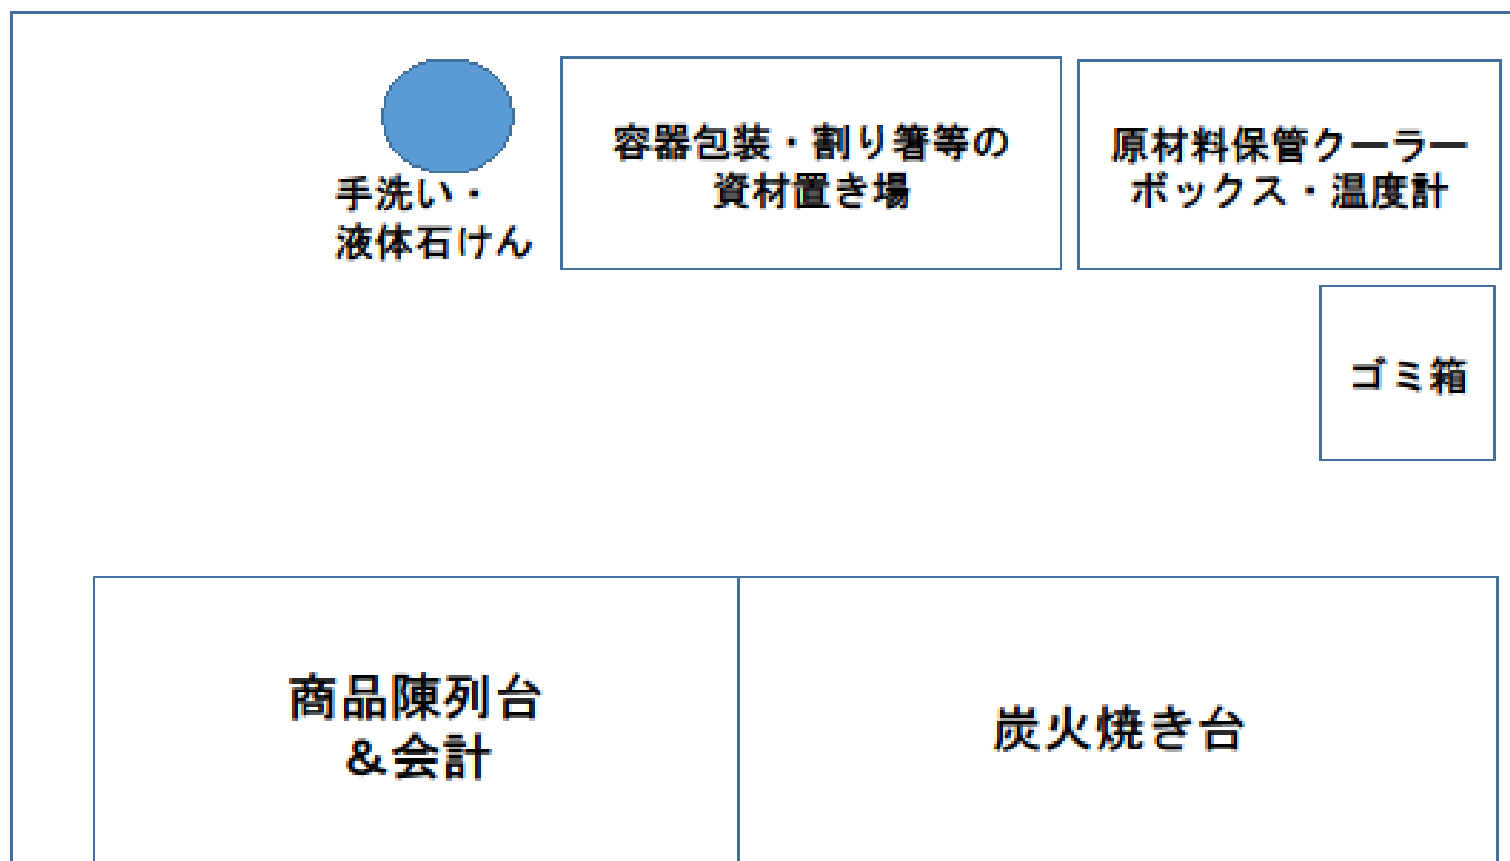 手洗い・
液体石けん
容器包装・割り箸等の
資材置き場
原材料保管クーラー
ボックス・温度計
ゴミ箱
商品陳列台
＆会計
炭火焼き台